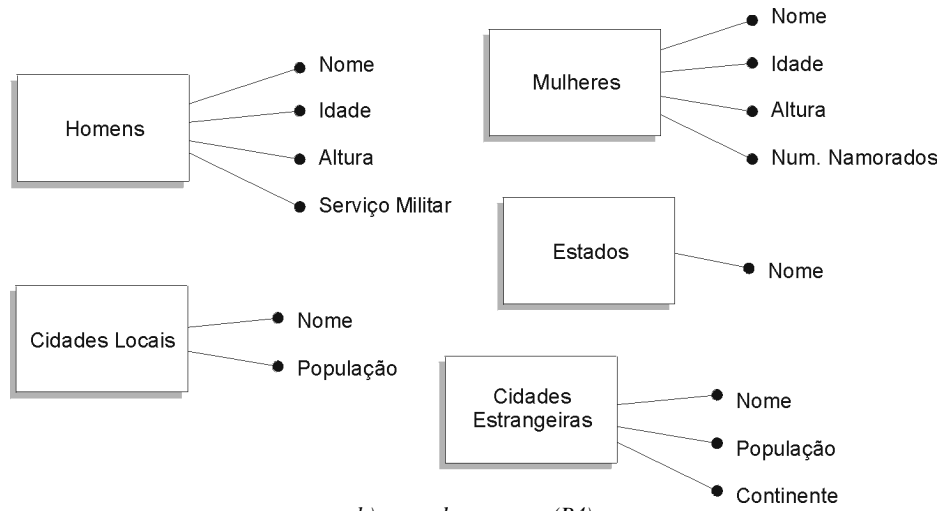 Homens
Nome
Idade
Altura
Serviço Militar
Mulheres
Nome
Idade
Altura
Num. Namorados
Estados
Nome
Cidades Locais
Nome
População
Cidades
Estrangeiras
Nome
População
Continente